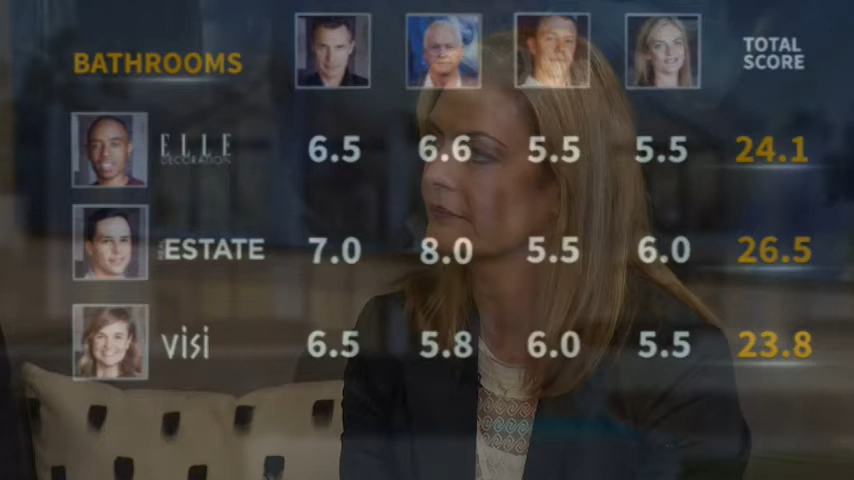 BATHROOMS
TOTAL
SCORE
ELLE
DECORATION
6.5 6.6 5.5 5.5 24.1
REAL ESTATE
7.0 8.0 5.5 6.0 26.5
visi
6.5 5.8 6.0 5.5 23.8